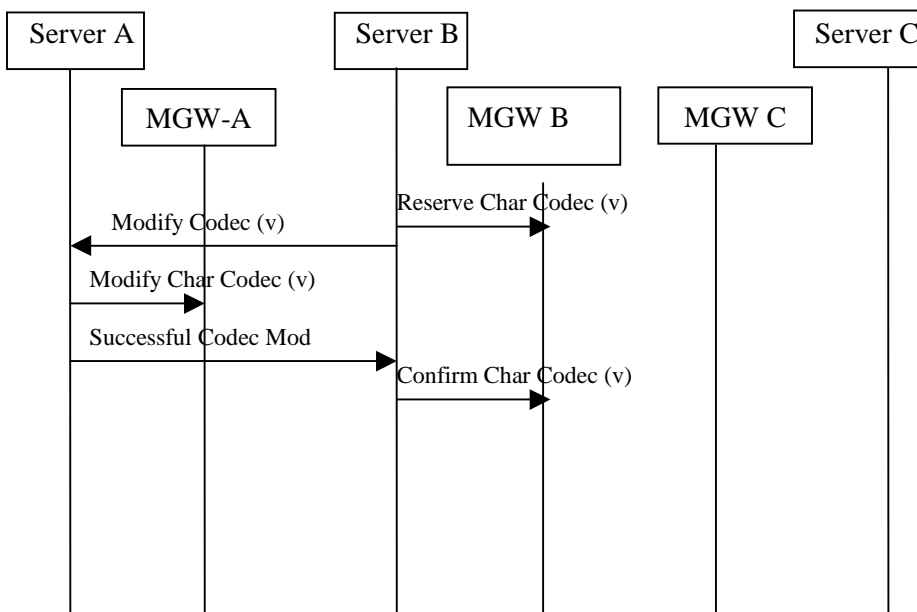 Server A
Server B
Server C
MGW-A
MGW B
MGW C
Reserve Char Codec (v)
Modify Codec (v)
Modify Char Codec (v)
Successful Codec Mod
Confirm Char Codec (v)